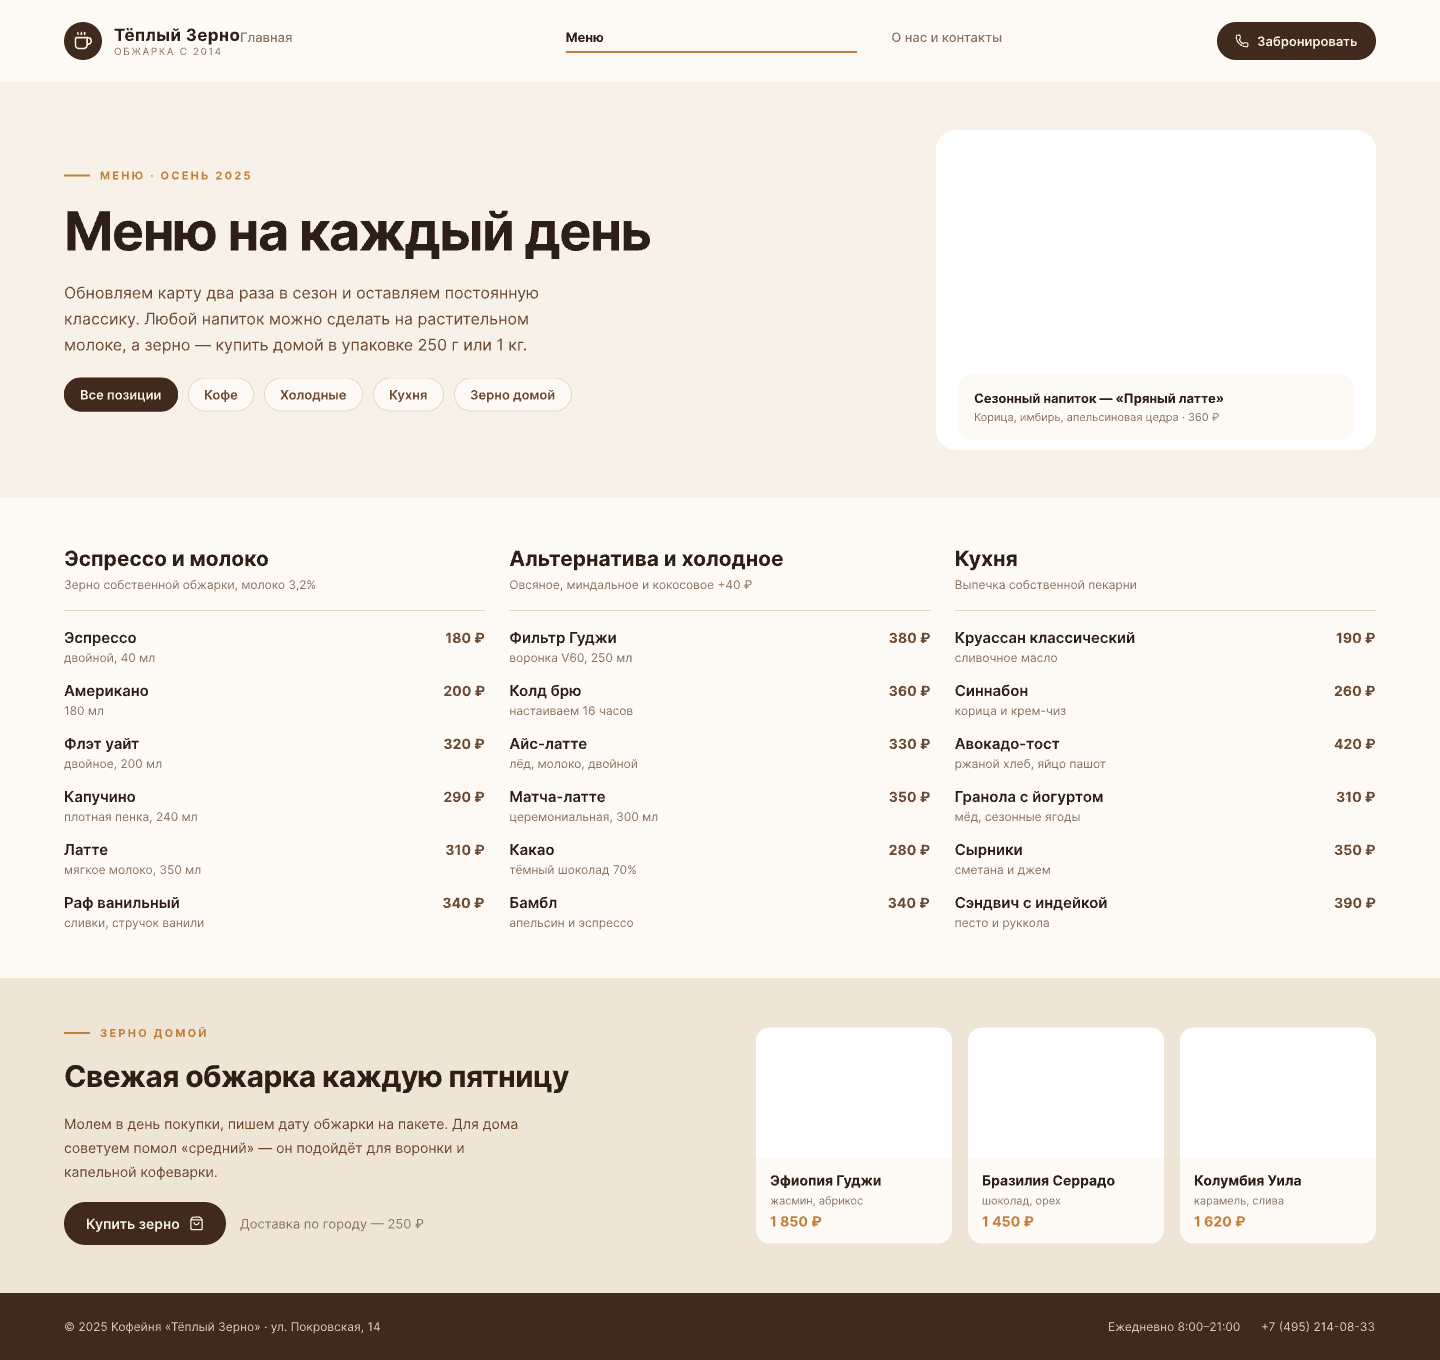 Тёплый Зерно
ОБЖАРКА С 2014
Главная
Меню
О нас и контакты
Забронировать
МЕНЮ · ОСЕНЬ 2025
Меню на каждый день
Обновляем карту два раза в сезон и оставляем постоянную
классику. Любой напиток можно сделать на растительном
молоке, а зерно — купить домой в упаковке 250 г или 1 кг.
Все позиции
Кофе
Холодные
Кухня
Зерно домой
Сезонный напиток — «Пряный латте»
Корица, имбирь, апельсиновая цедра · 360 ₽
Эспрессо и молоко
Зерно собственной обжарки, молоко 3,2%
Эспрессо 180 ₽
двойной, 40 мл
Американо 200 ₽
180 мл
Флэт уайт 320 ₽
двойное, 200 мл
Капучино 290 ₽
плотная пенка, 240 мл
Латте 310 ₽
мягкое молоко, 350 мл
Раф ванильный 340 ₽
сливки, стручок ванили
Альтернатива и холодное
Овсяное, миндальное и кокосовое +40 ₽
Фильтр Гуджи 380 ₽
воронка V60, 250 мл
Колд брю 360 ₽
настаиваем 16 часов
Айс-латте 330 ₽
лёд, молоко, двойной
Матча-латте 350 ₽
церемониальная, 300 мл
Какао 280 ₽
тёмный шоколад 70%
Бамбл 340 ₽
апельсин и эспрессо
Кухня
Выпечка собственной пекарни
Круассан классический 190 ₽
сливочное масло
Синнабон 260 ₽
корица и крем-чиз
Авокадо-тост 420 ₽
ржаной хлеб, яйцо пашот
Гранола с йогуртом 310 ₽
мёд, сезонные ягоды
Сырники 350 ₽
сметана и джем
Сэндвич с индейкой 390 ₽
песто и руккола
ЗЕРНО ДОМОЙ
Свежая обжарка каждую пятницу
Молем в день покупки, пишем дату обжарки на пакете. Для дома
советуем помол «средний» — он подойдёт для воронки и
капельной кофеварки.
Купить зерно
Доставка по городу — 250 ₽
Эфиопия Гуджи
жасмин, абрикос
1 850 ₽
Бразилия Серрадо
шоколад, орех
1 450 ₽
Колумбия Уила
карамель, слива
1 620 ₽
© 2025 Кофейня «Тёплый Зерно» · ул. Покровская, 14
Ежедневно 8:00–21:00
+7 (495) 214-08-33